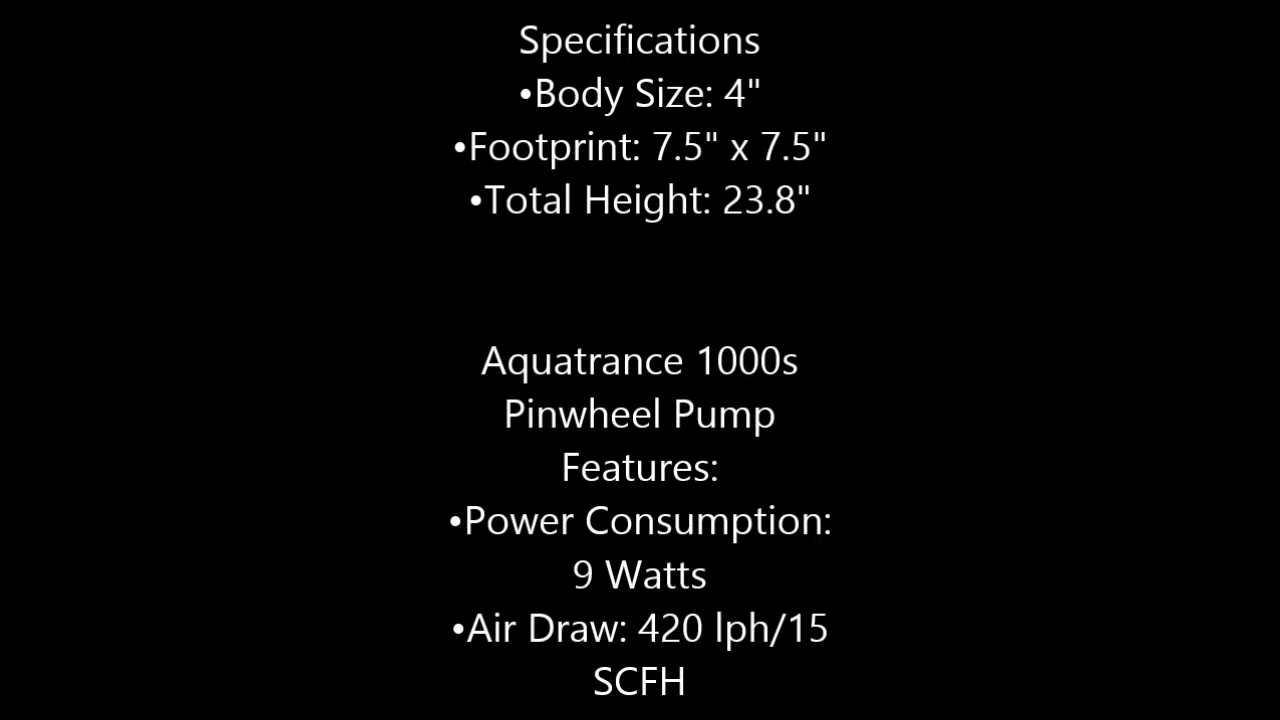 Specifications
•Body Size: 4"
•Footprint: 7.5" x 7.5"
•Total Height: 23.8"
Aquatrance 1000s
Pinwheel Pump
Features:
•Power Consumption:
9 Watts
•Air Draw: 420 lph/15
SCFH